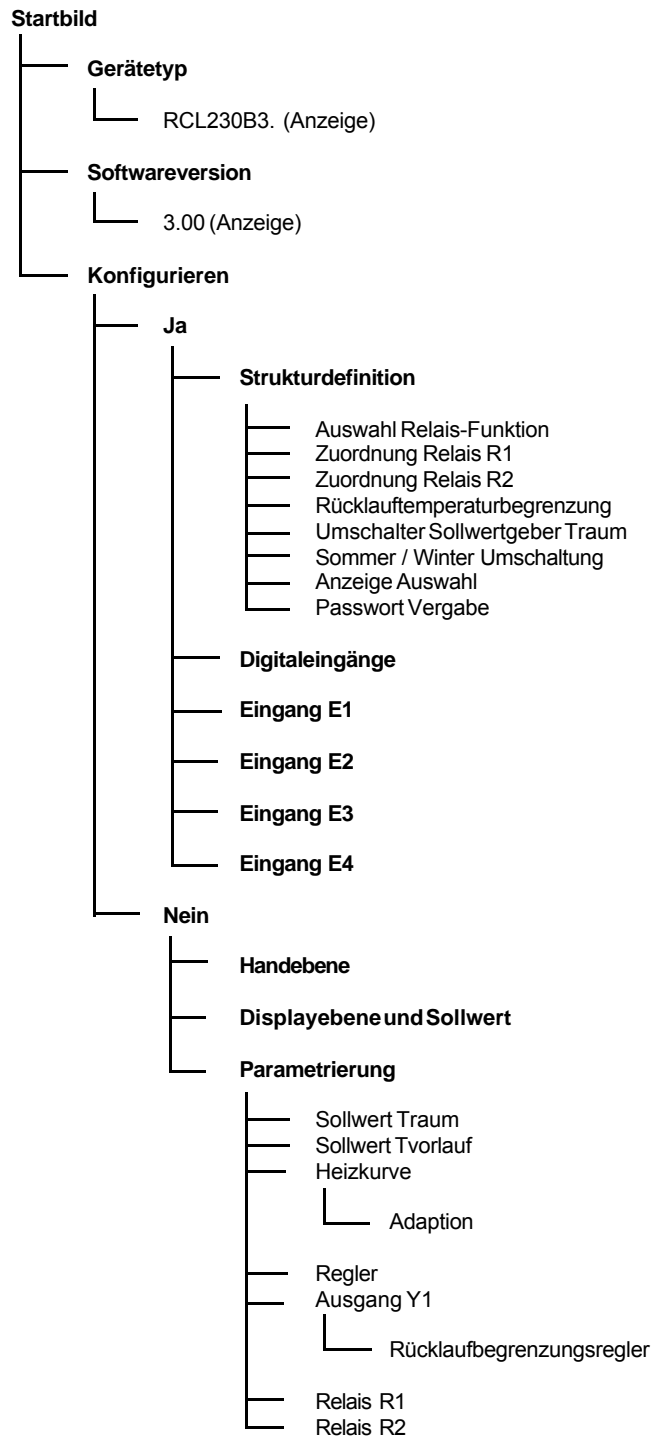 Startbild
Gerätetyp
RCL230B3. (Anzeige)
Softwareversion
3.00 (Anzeige)
Konfigurieren
Ja
Strukturdefinition
Auswahl Relais-Funktion
Zuordnung Relais R1
Zuordnung Relais R2
Rücklauftemperaturbegrenzung
Umschalter Sollwertgeber Traum
Sommer / Winter Umschaltung
Anzeige Auswahl
Passwort Vergabe
Digitaleingänge
Eingang E1
Eingang E2
Eingang E3
Eingang E4
Nein
Handebene
Displayebene und Sollwert
Parametrierung
Sollwert Traum
Sollwert Tvorlauf
Heizkurve
Adaption
Regler
Ausgang Y1
Rücklaufbegrenzungsregler
Relais R1
Relais R2